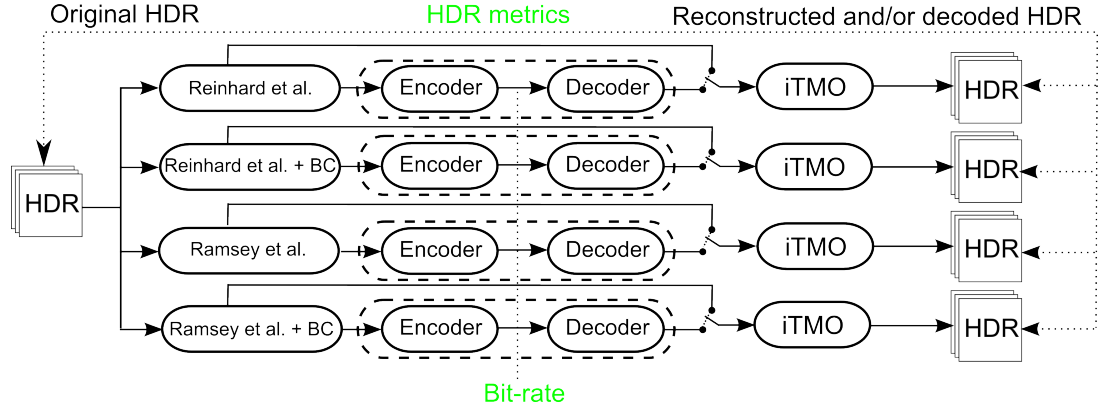 Original HDR
HDR metrics
Reconstructed and/or decoded HDR
Reinhard et al.
Encoder
Decoder
iTMO
HDR
Reinhard et al. + BC
Encoder
Decoder
iTMO
HDR
HDR
Ramsey et al.
Encoder
Decoder
iTMO
HDR
Ramsey et al. + BC
Encoder
Decoder
iTMO
HDR
Bit-rate